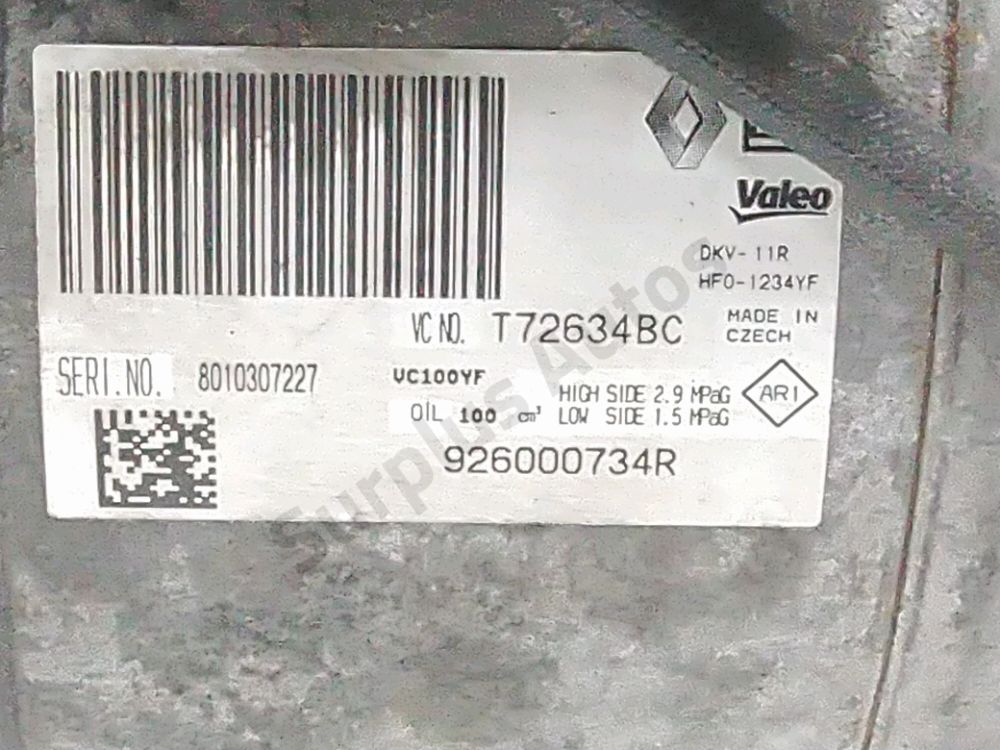 Valeo
DKV-11R
HFO-1234YF
VC NO. T72634BC
MADE IN
CZECH
SERI.NO. 8010307227
VC100YF
OIL 100 cm³
HIGH SIDE 2.9 MPaG
LOW SIDE 1.5 MPaG
ARI
926000734R
Surplus Autos